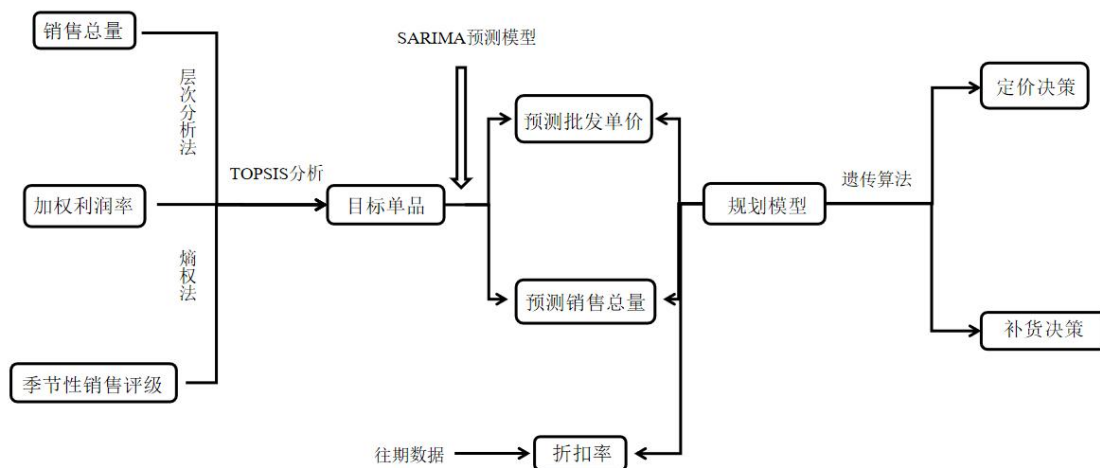 销售总量
层次分析法
加权利润率
熵权法
季节性销售评级
TOPSIS分析
目标单品
SARIMA预测模型
预测批发单价
预测销售总量
往期数据
折扣率
规划模型
遗传算法
定价决策
补货决策